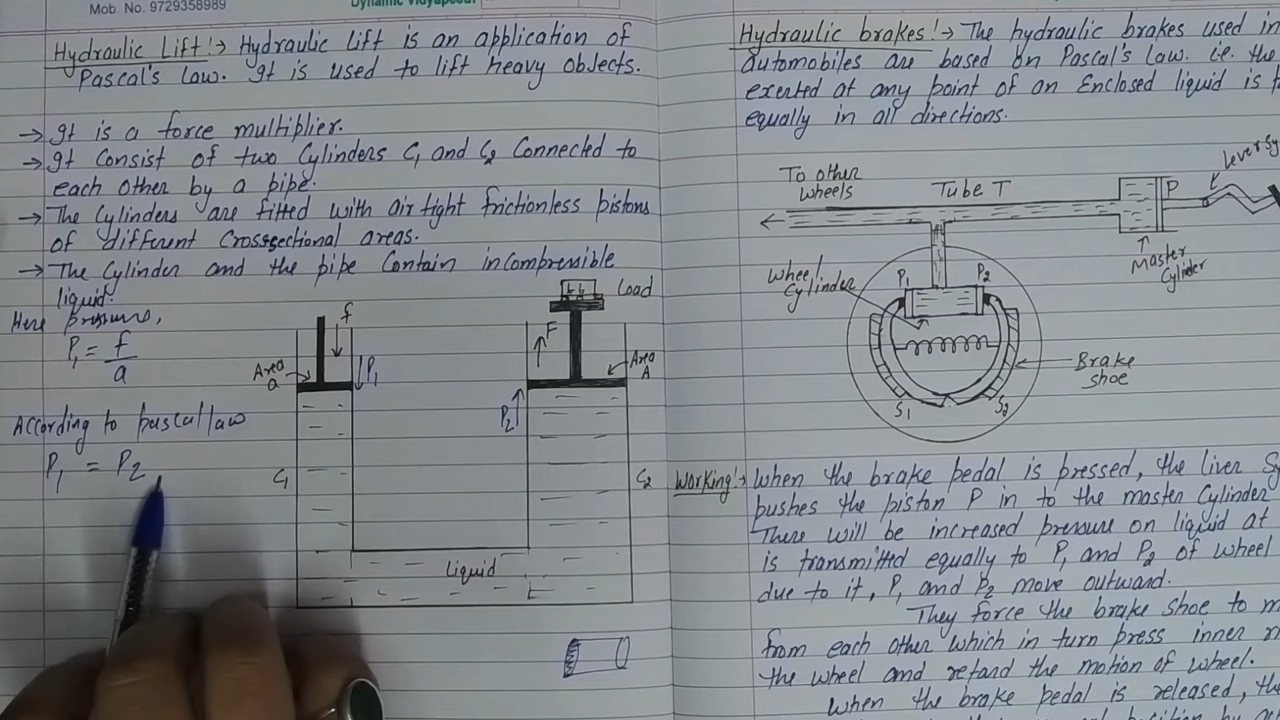 Mob. No. 9729358989
Dynamic Vidyapeeth
Hydraulic Lift:→ Hydraulic lift is an application of
Pascal's law. It is used to lift heavy objects.
→ It is a force multiplier.
→ It consist of two cylinders C₁ and C₂ connected to
each other by a pipe.
→ The cylinders are fitted with air tight frictionless pistons
of different crosssectional areas.
→ The cylinder and the pipe contain incompressible
liquid.
Here pressure,
P₁ = f
a
According to pascal law
P₁ = P₂
f
Area
a
P₁
C₁
Load
F
Area
A
P₂
C₂
Liquid
Hydraulic brakes!→ The hydraulic brakes used in
automobiles are based on Pascal's law. i.e. the
exerted at any point of an enclosed liquid is
equally in all directions.
To other
wheels
Tube T
P
Lever Sy
Master
Cylinder
Wheel
Cylinder
P₁
P₂
Brake
shoe
S₁
S₂
Working:→ When the brake pedal is pressed, the liver Sy
pushes the piston P in to the master Cylinder
There will be increased pressure on liquid at
is transmitted equally to P₁ and P₂ of wheel
due to it, P₁ and P₂ move outward.
They force the brake shoe to m
from each other which in turn press inner
the wheel and retard the motion of wheel.
When the brake pedal is released, the